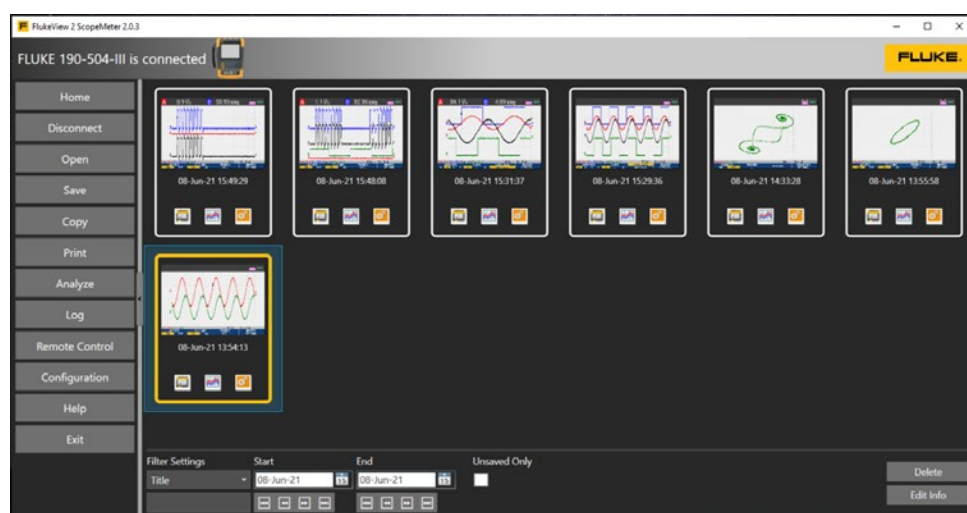 FlukeView 2 ScopeMeter 2.0.3
FLUKE 190-504-III is connected
FLUKE.
Home
Disconnect
Open
Save
Copy
Print
Analyze
Log
Remote Control
Configuration
Help
Exit
08-Jun-21 15:49:29
08-Jun-21 15:48:08
08-Jun-21 15:31:37
08-Jun-21 15:29:36
08-Jun-21 14:33:28
08-Jun-21 13:55:58
08-Jun-21 13:54:13
Filter Settings
Start
End
Unsaved Only
Title
08-Jun-21
15
08-Jun-21
15
Delete
Edit Info